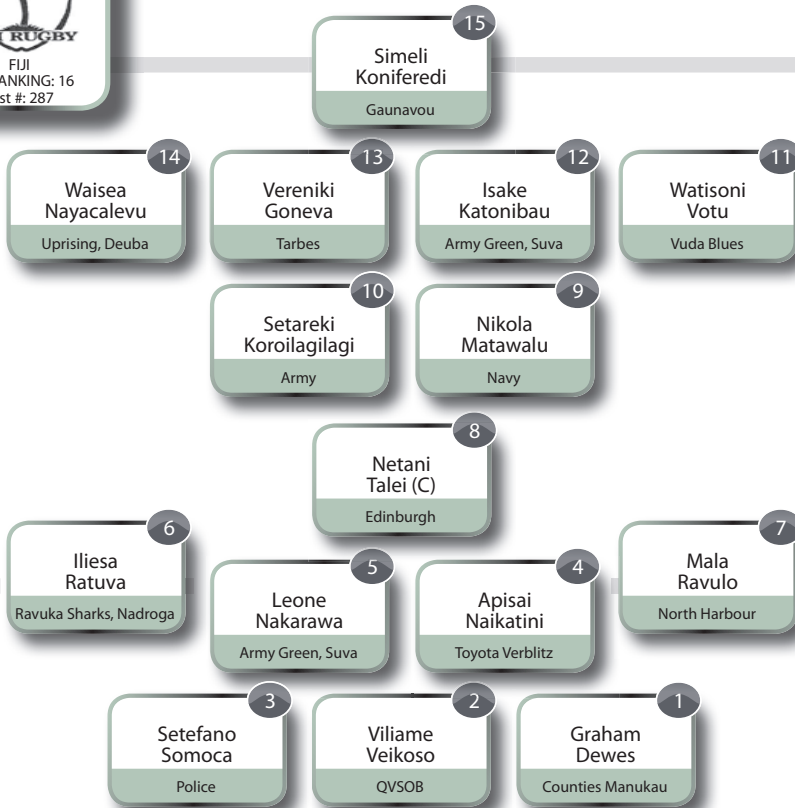 RUGBY
FIJI
RANKING: 16
st #: 287
15
Simeli
Koniferedi
Gaunavou
14
Waisea
Nayacalevu
Uprising, Deuba
13
Vereniki
Goneva
Tarbes
12
Isake
Katonibau
Army Green, Suva
11
Watisoni
Votu
Vuda Blues
10
Setareki
Koroilagilagi
Army
9
Nikola
Matawalu
Navy
8
Netani
Talei (C)
Edinburgh
6
Iliesa
Ratuva
Ravuka Sharks, Nadroga
5
Leone
Nakarawa
Army Green, Suva
4
Apisai
Naikatini
Toyota Verblitz
7
Mala
Ravulo
North Harbour
3
Setefano
Somoca
Police
2
Viliame
Veikoso
QVSOB
1
Graham
Dewes
Counties Manukau